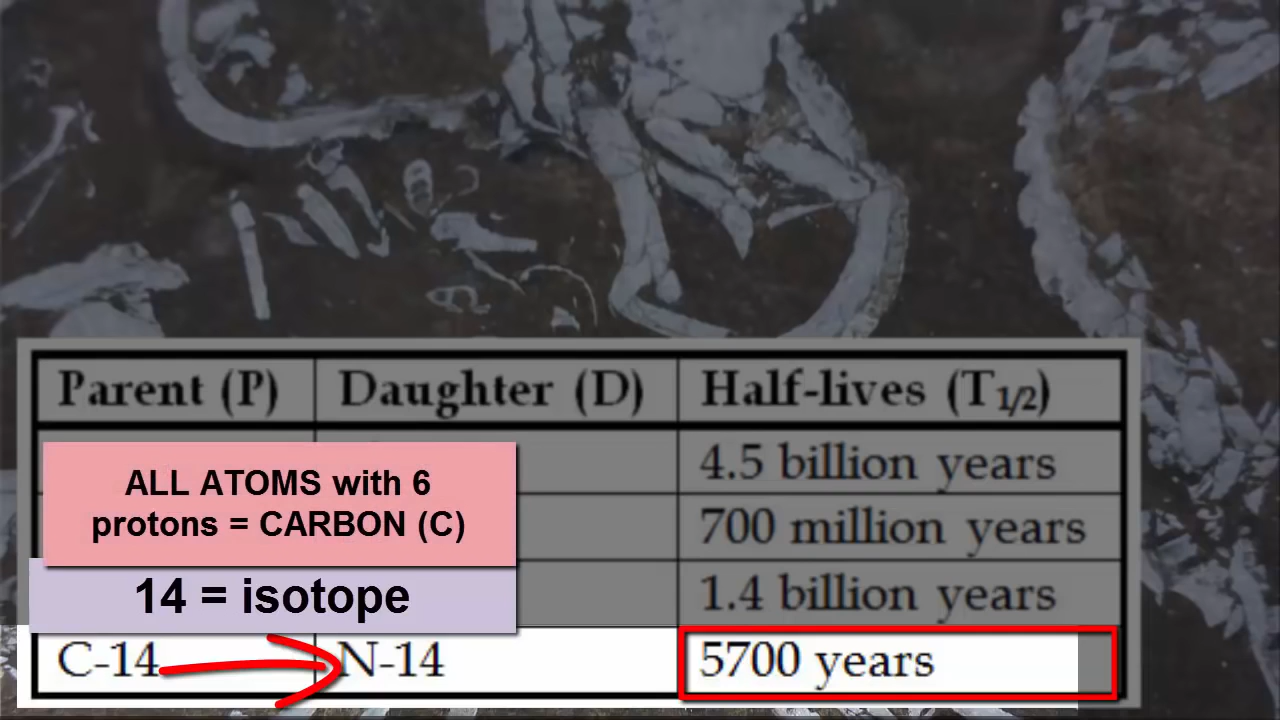 Parent (P) Daughter (D) Half-lives (T1/2)
4.5 billion years
ALL ATOMS with 6
protons = CARBON (C)
700 million years
14 = isotope
1.4 billion years
C-14 N-14 5700 years